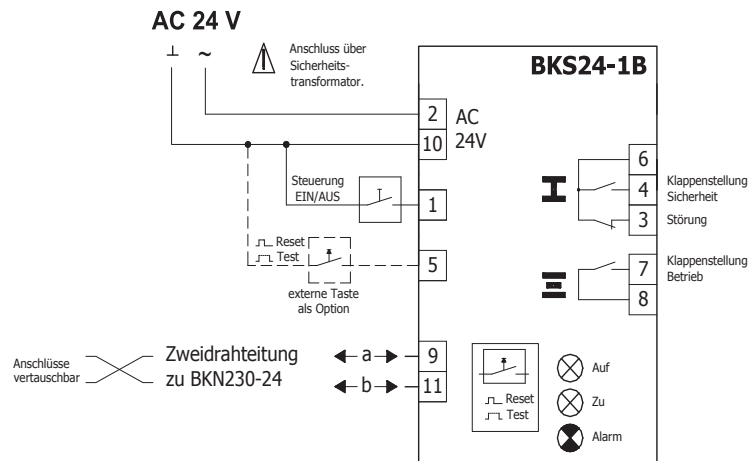 AC 24 V
⊥ ~
Anschluss über
Sicherheits-
transformator.
BKS24-1B
2
AC
24V
10
Steuerung
EIN/AUS
1
Reset
Test
5
externe Taste
als Option
6
4
Klappenstellung
Sicherheit
3
Störung
7
Klappenstellung
Betrieb
8
Anschlüsse
vertauschbar
Zweidrahteitung
zu BKN230-24
a
b
9
11
Reset
Test
Auf
Zu
Alarm